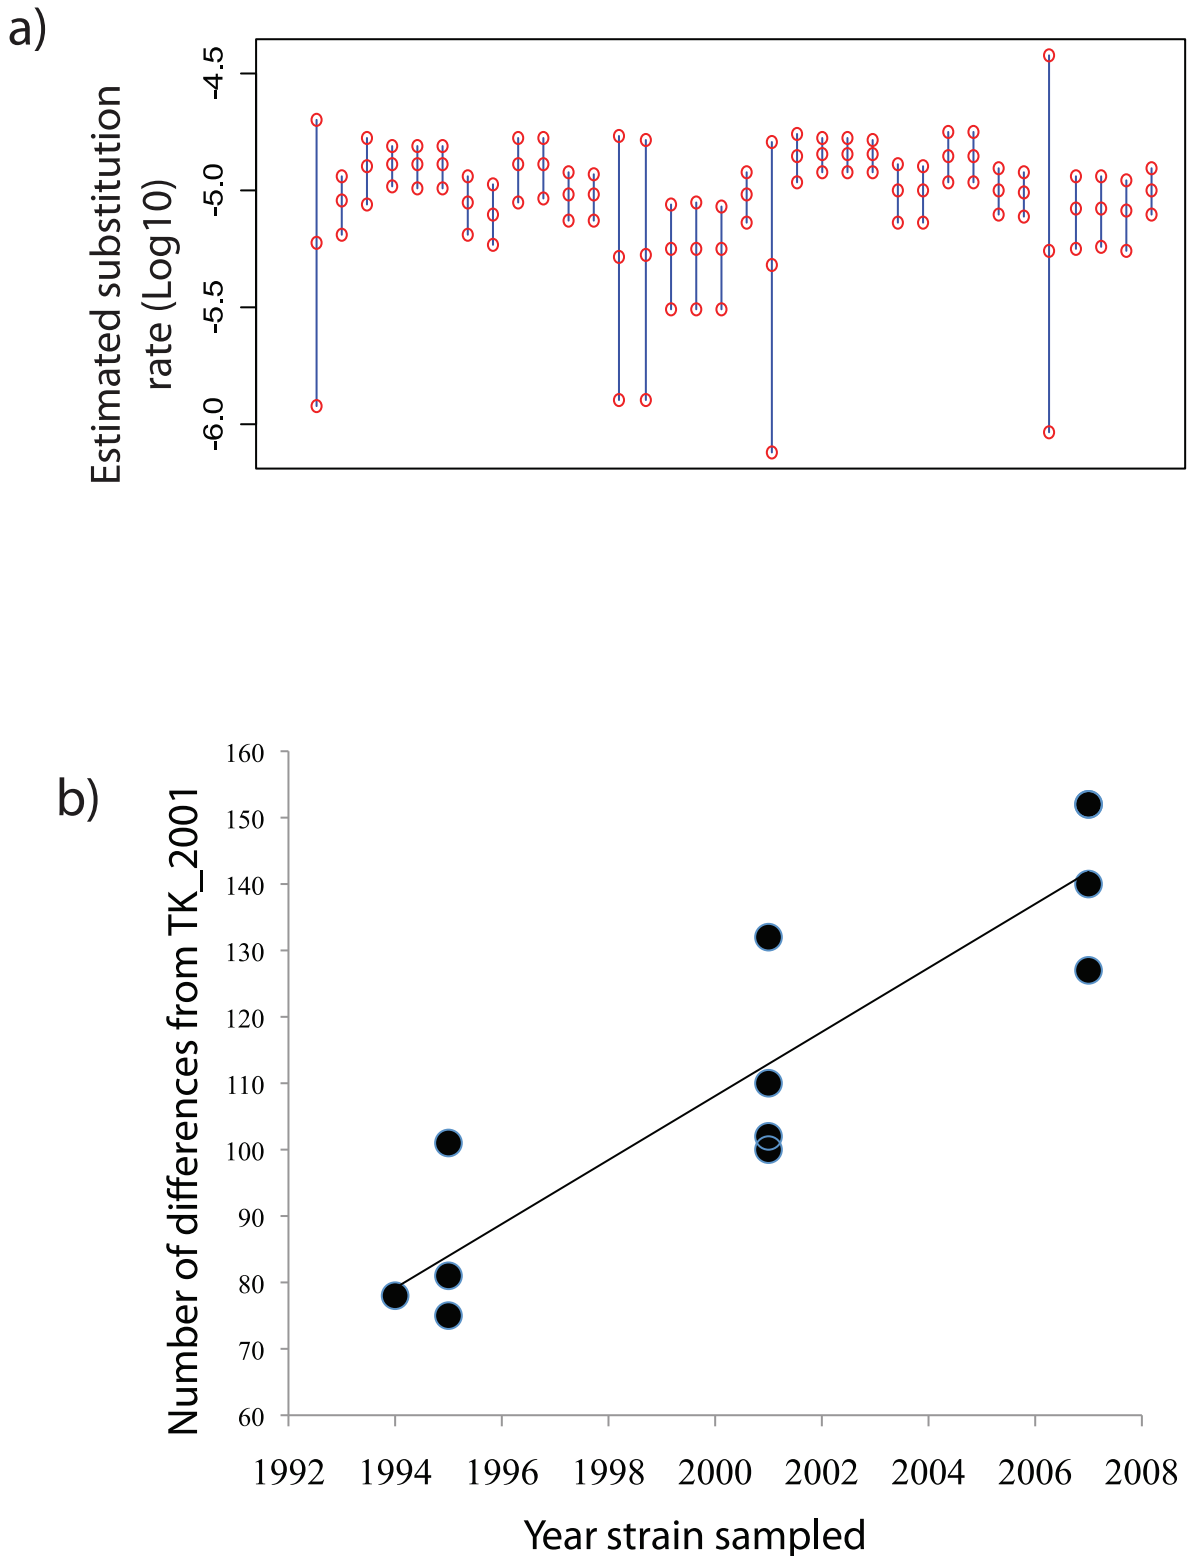 a)
Estimated substitution
rate (Log10)
-4.5
-5.0
-5.5
-6.0
b)
Number of differences from TK_2001
160
150
140
130
120
110
100
90
80
70
60
1992 1994 1996 1998 2000 2002 2004 2006 2008
Year strain sampled